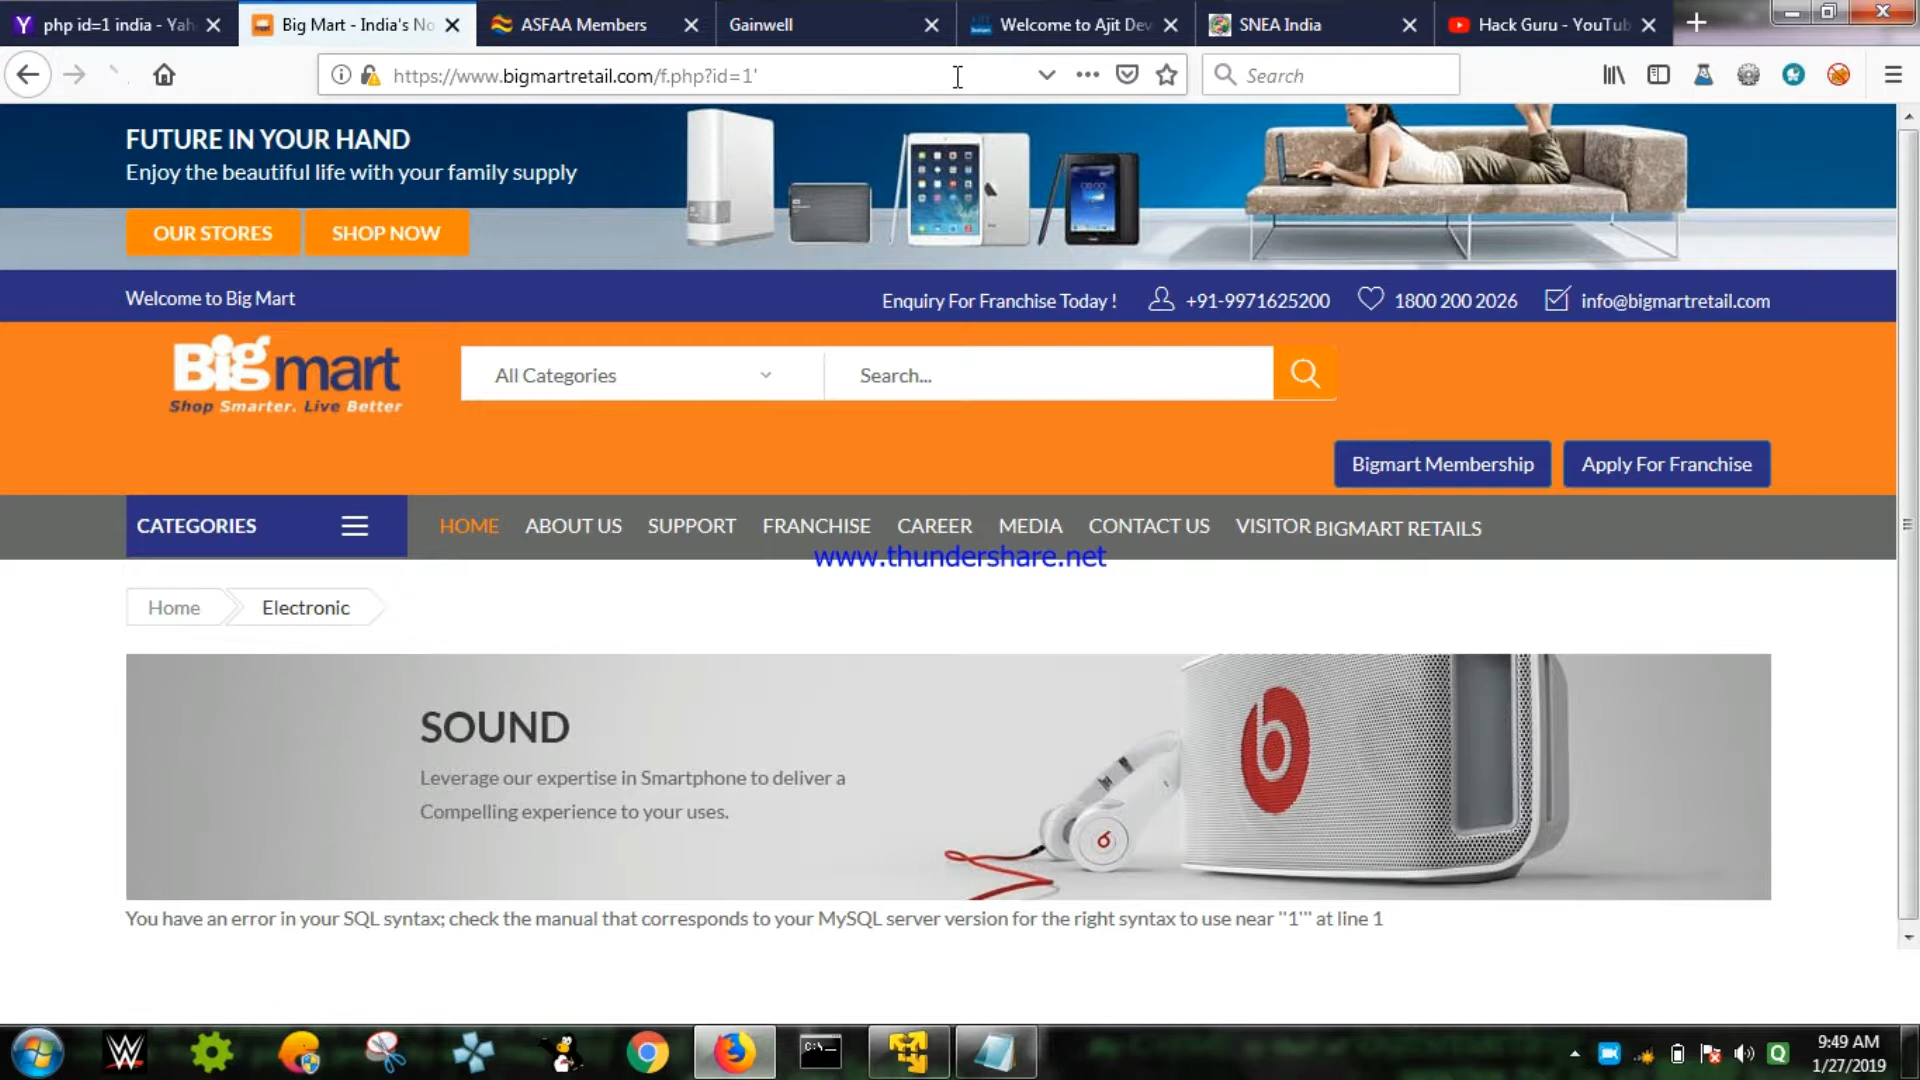 php id=1 india - Yah
Big Mart - India's No
ASFAA Members
Gainwell
Welcome to Ajit Dev
SNEA India
Hack Guru - YouTub
https://www.bigmartretail.com/f.php?id=1'
Search
FUTURE IN YOUR HAND
Enjoy the beautiful life with your family supply
OUR STORES
SHOP NOW
Welcome to Big Mart
Enquiry For Franchise Today !
+91-9971625200
1800 200 2026
info@bigmartretail.com
Bigmart
Shop Smarter. Live Better
All Categories
Search...
Bigmart Membership
Apply For Franchise
CATEGORIES
HOME
ABOUT US
SUPPORT
FRANCHISE
CAREER
MEDIA
CONTACT US
VISITOR
BIGMART RETAILS
www.thundershare.net
Home
Electronic
SOUND
Leverage our expertise in Smartphone to deliver a
Compelling experience to your uses.
You have an error in your SQL syntax; check the manual that corresponds to your MySQL server version for the right syntax to use near ''1''' at line 1
9:49 AM
1/27/2019